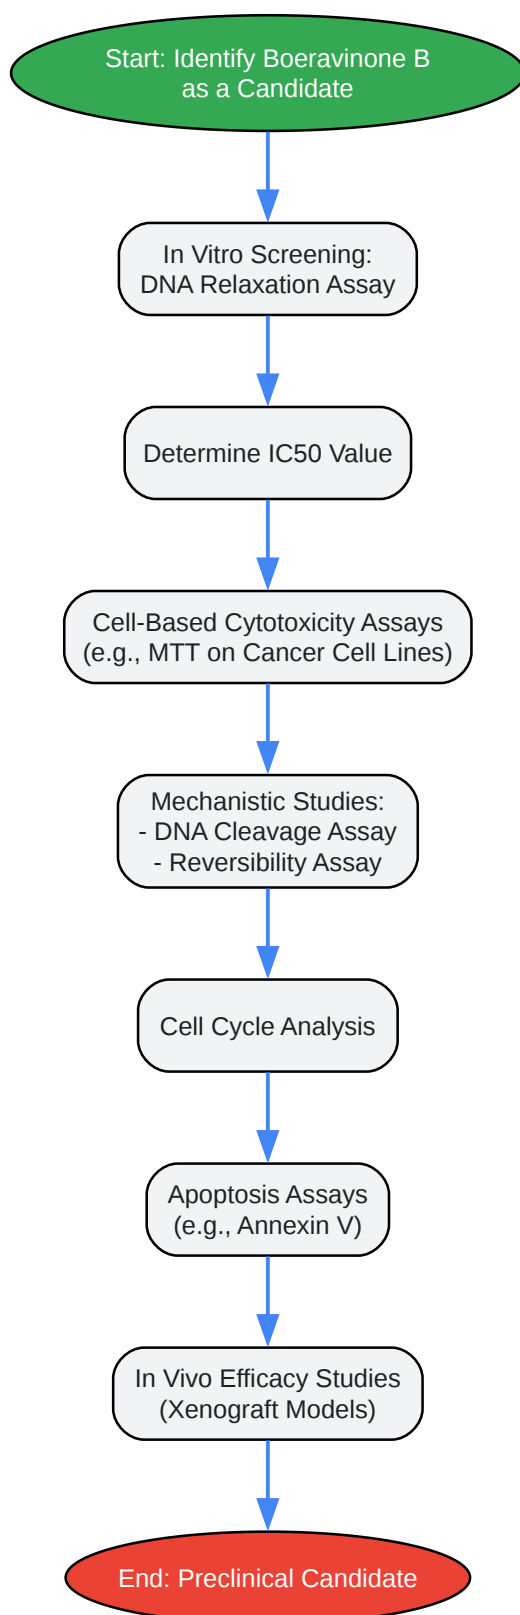 Start: Identify Boeravinone B
as a Candidate
In Vitro Screening:
DNA Relaxation Assay
Determine IC50 Value
Cell-Based Cytotoxicity Assays
(e.g., MTT on Cancer Cell Lines)
Mechanistic Studies:
- DNA Cleavage Assay
- Reversibility Assay
Cell Cycle Analysis
Apoptosis Assays
(e.g., Annexin V)
In Vivo Efficacy Studies
(Xenograft Models)
End: Preclinical Candidate